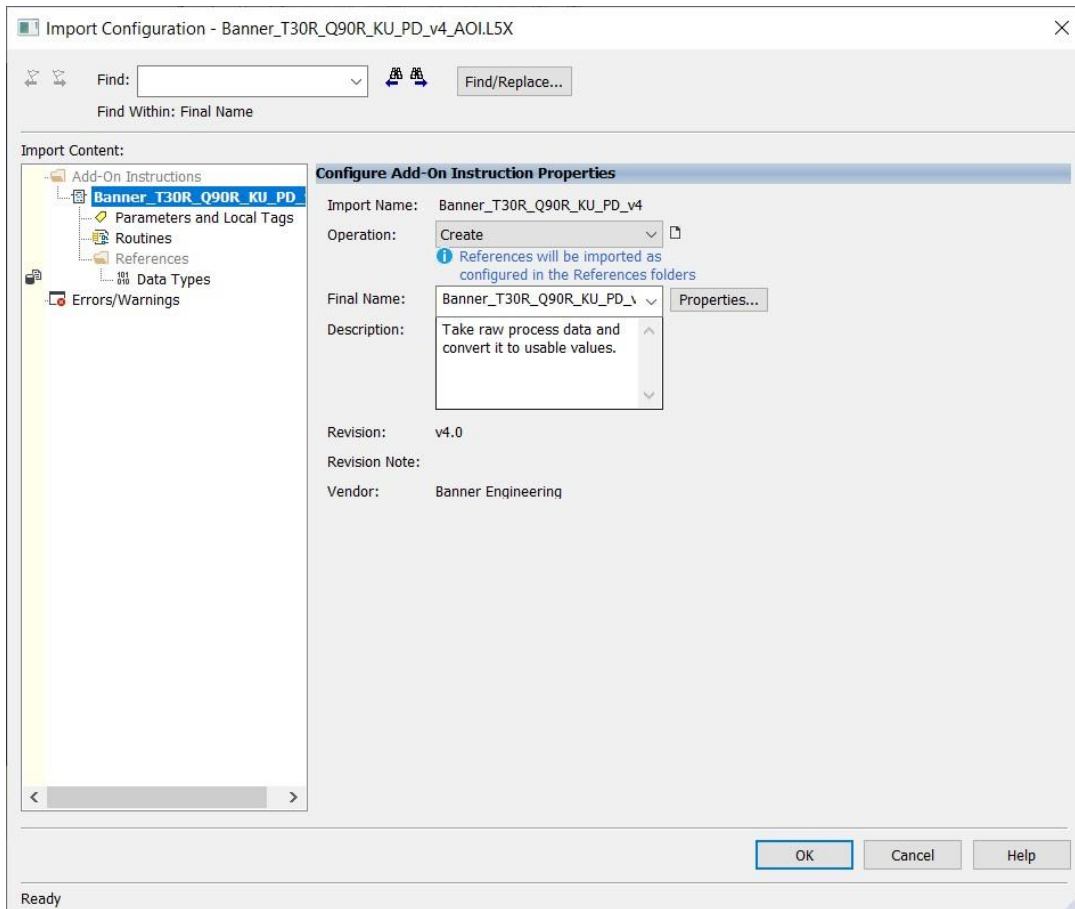 Import Configuration - Banner_T30R_Q90R_KU_PD_v4_AOI.L5X
Find:
Find/Replace...
Find Within: Final Name
Import Content:
Add-On Instructions
Banner_T30R_Q90R_KU_PD_
Parameters and Local Tags
Routines
References
Data Types
Errors/Warnings
Configure Add-On Instruction Properties
Import Name: Banner_T30R_Q90R_KU_PD_v4
Operation: Create
References will be imported as
configured in the References folders
Final Name: Banner_T30R_Q90R_KU_PD_v
Properties...
Description: Take raw process data and
convert it to usable values.
Revision: v4.0
Revision Note:
Vendor: Banner Engineering
OK Cancel Help
Ready